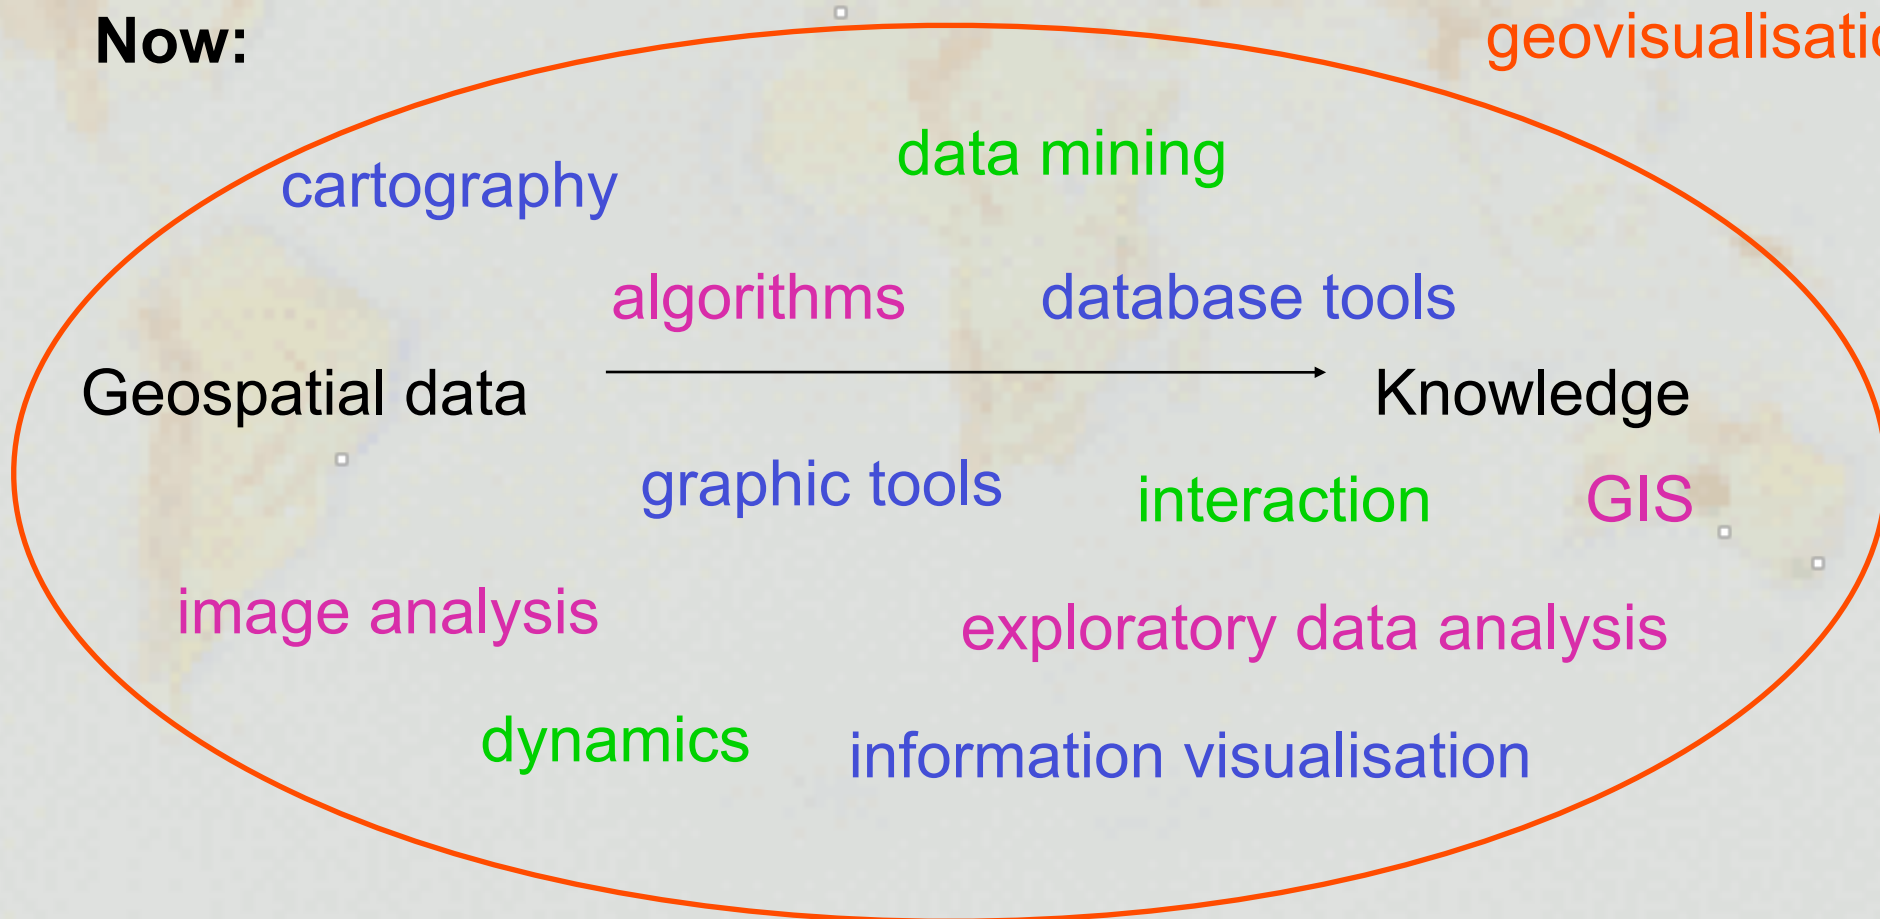 Now:
geovisualisatio
data mining
cartography
algorithms
database tools
Geospatial data
Knowledge
graphic tools
interaction
GIS
image analysis
exploratory data analysis
dynamics
information visualisation